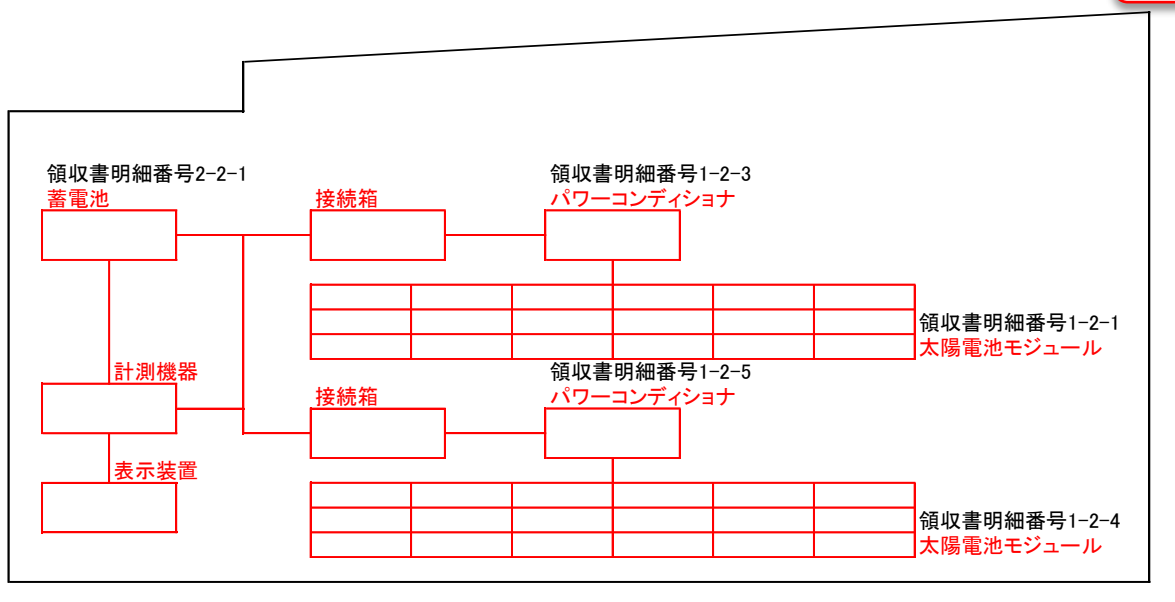 領収書明細番号2-2-1
蓄電池
接続箱
領収書明細番号1-2-3
パワーコンディショナ
領収書明細番号1-2-1
太陽電池モジュール
計測機器
接続箱
領収書明細番号1-2-5
パワーコンディショナ
表示装置
領収書明細番号1-2-4
太陽電池モジュール